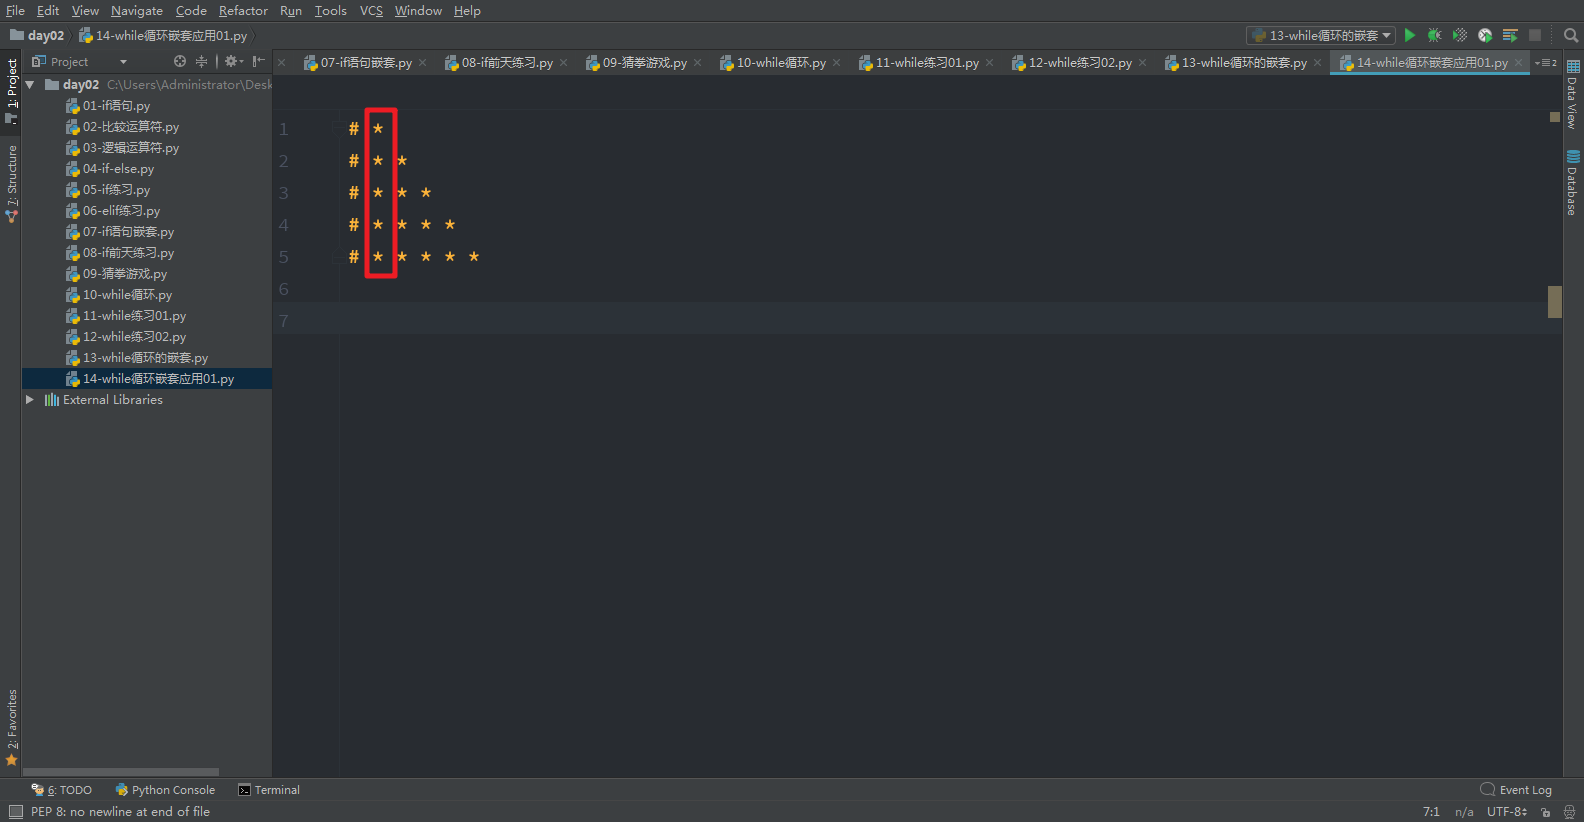 File Edit View Navigate Code Refactor Run Tools VCS Window Help
day02 14-while循环嵌套应用01.py 13-while循环的嵌套
Project 07-if语句嵌套.py 08-if前天练习.py 09-猜拳游戏.py 10-while循环.py 11-while练习01.py 12-while练习02.py 13-while循环的嵌套.py 14-while循环嵌套应用01.py 2
1: Project
7: Structure
2: Favorites
day02 C:\Users\Administrator\Desk
01-if语句.py
02-比较运算符.py
03-逻辑运算符.py
04-if-else.py
05-if练习.py
06-elif练习.py
07-if语句嵌套.py
08-if前天练习.py
09-猜拳游戏.py
10-while循环.py
11-while练习01.py
12-while练习02.py
13-while循环的嵌套.py
14-while循环嵌套应用01.py
External Libraries
1 # *
2 # * *
3 # * * *
4 # * * * *
5 # * * * * *
6
7
Data View
Database
6: TODO Python Console Terminal Event Log
PEP 8: no newline at end of file 7:1 n/a UTF-8